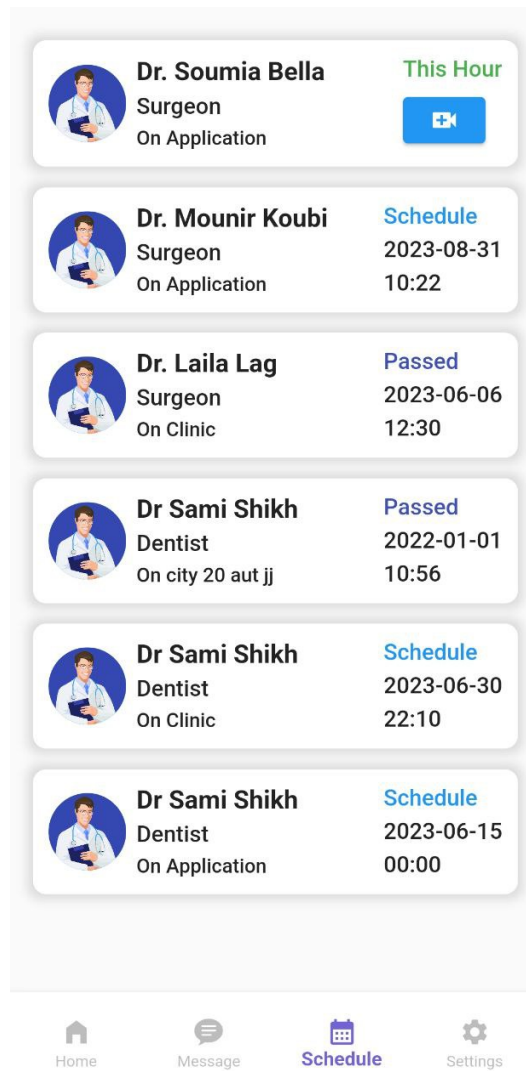 Dr. Soumia Bella
Surgeon
On Application
This Hour
Dr. Mounir Koubi
Surgeon
On Application
Schedule
2023-08-31
10:22
Dr. Laila Lag
Surgeon
On Clinic
Passed
2023-06-06
12:30
Dr Sami Shikh
Dentist
On city 20 aut jj
Passed
2022-01-01
10:56
Dr Sami Shikh
Dentist
On Clinic
Schedule
2023-06-30
22:10
Dr Sami Shikh
Dentist
On Application
Schedule
2023-06-15
00:00
Home
Message
Schedule
Settings